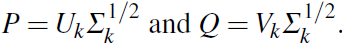 P = U_kΣ_k^{1/2} and Q = V_kΣ_k^{1/2}.